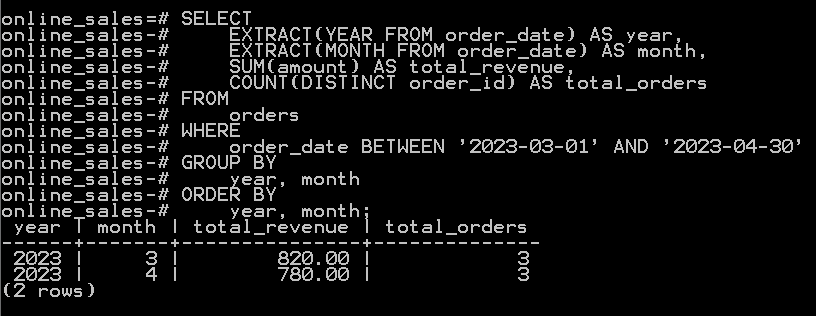 online_sales=# SELECT
online_sales-#     EXTRACT(YEAR FROM order_date) AS year,
online_sales-#     EXTRACT(MONTH FROM order_date) AS month,
online_sales-#     SUM(amount) AS total_revenue,
online_sales-#     COUNT(DISTINCT order_id) AS total_orders
online_sales-# FROM
online_sales-#     orders
online_sales-# WHERE
online_sales-#     order_date BETWEEN '2023-03-01' AND '2023-04-30'
online_sales-# GROUP BY
online_sales-#     year, month
online_sales-# ORDER BY
online_sales-#     year, month;
 year | month | total_revenue | total_orders
------+-------+---------------+--------------
 2023 |     3 |        820.00 |            3
 2023 |     4 |        780.00 |            3
(2 rows)